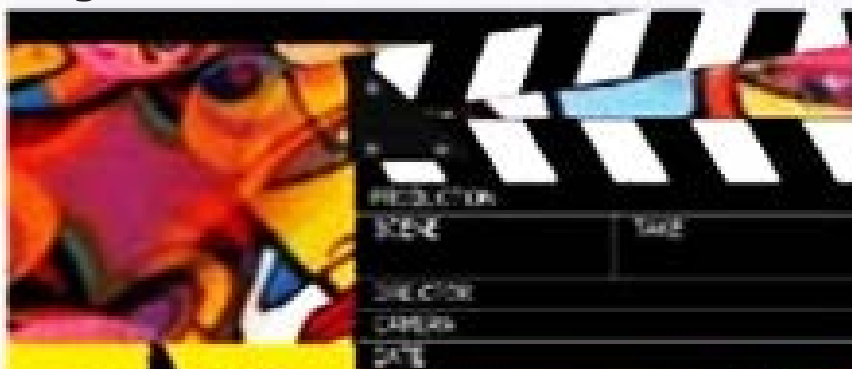 PRODUCTION
SCENE
TAKE
DIRECTOR
CAMERA
DATE